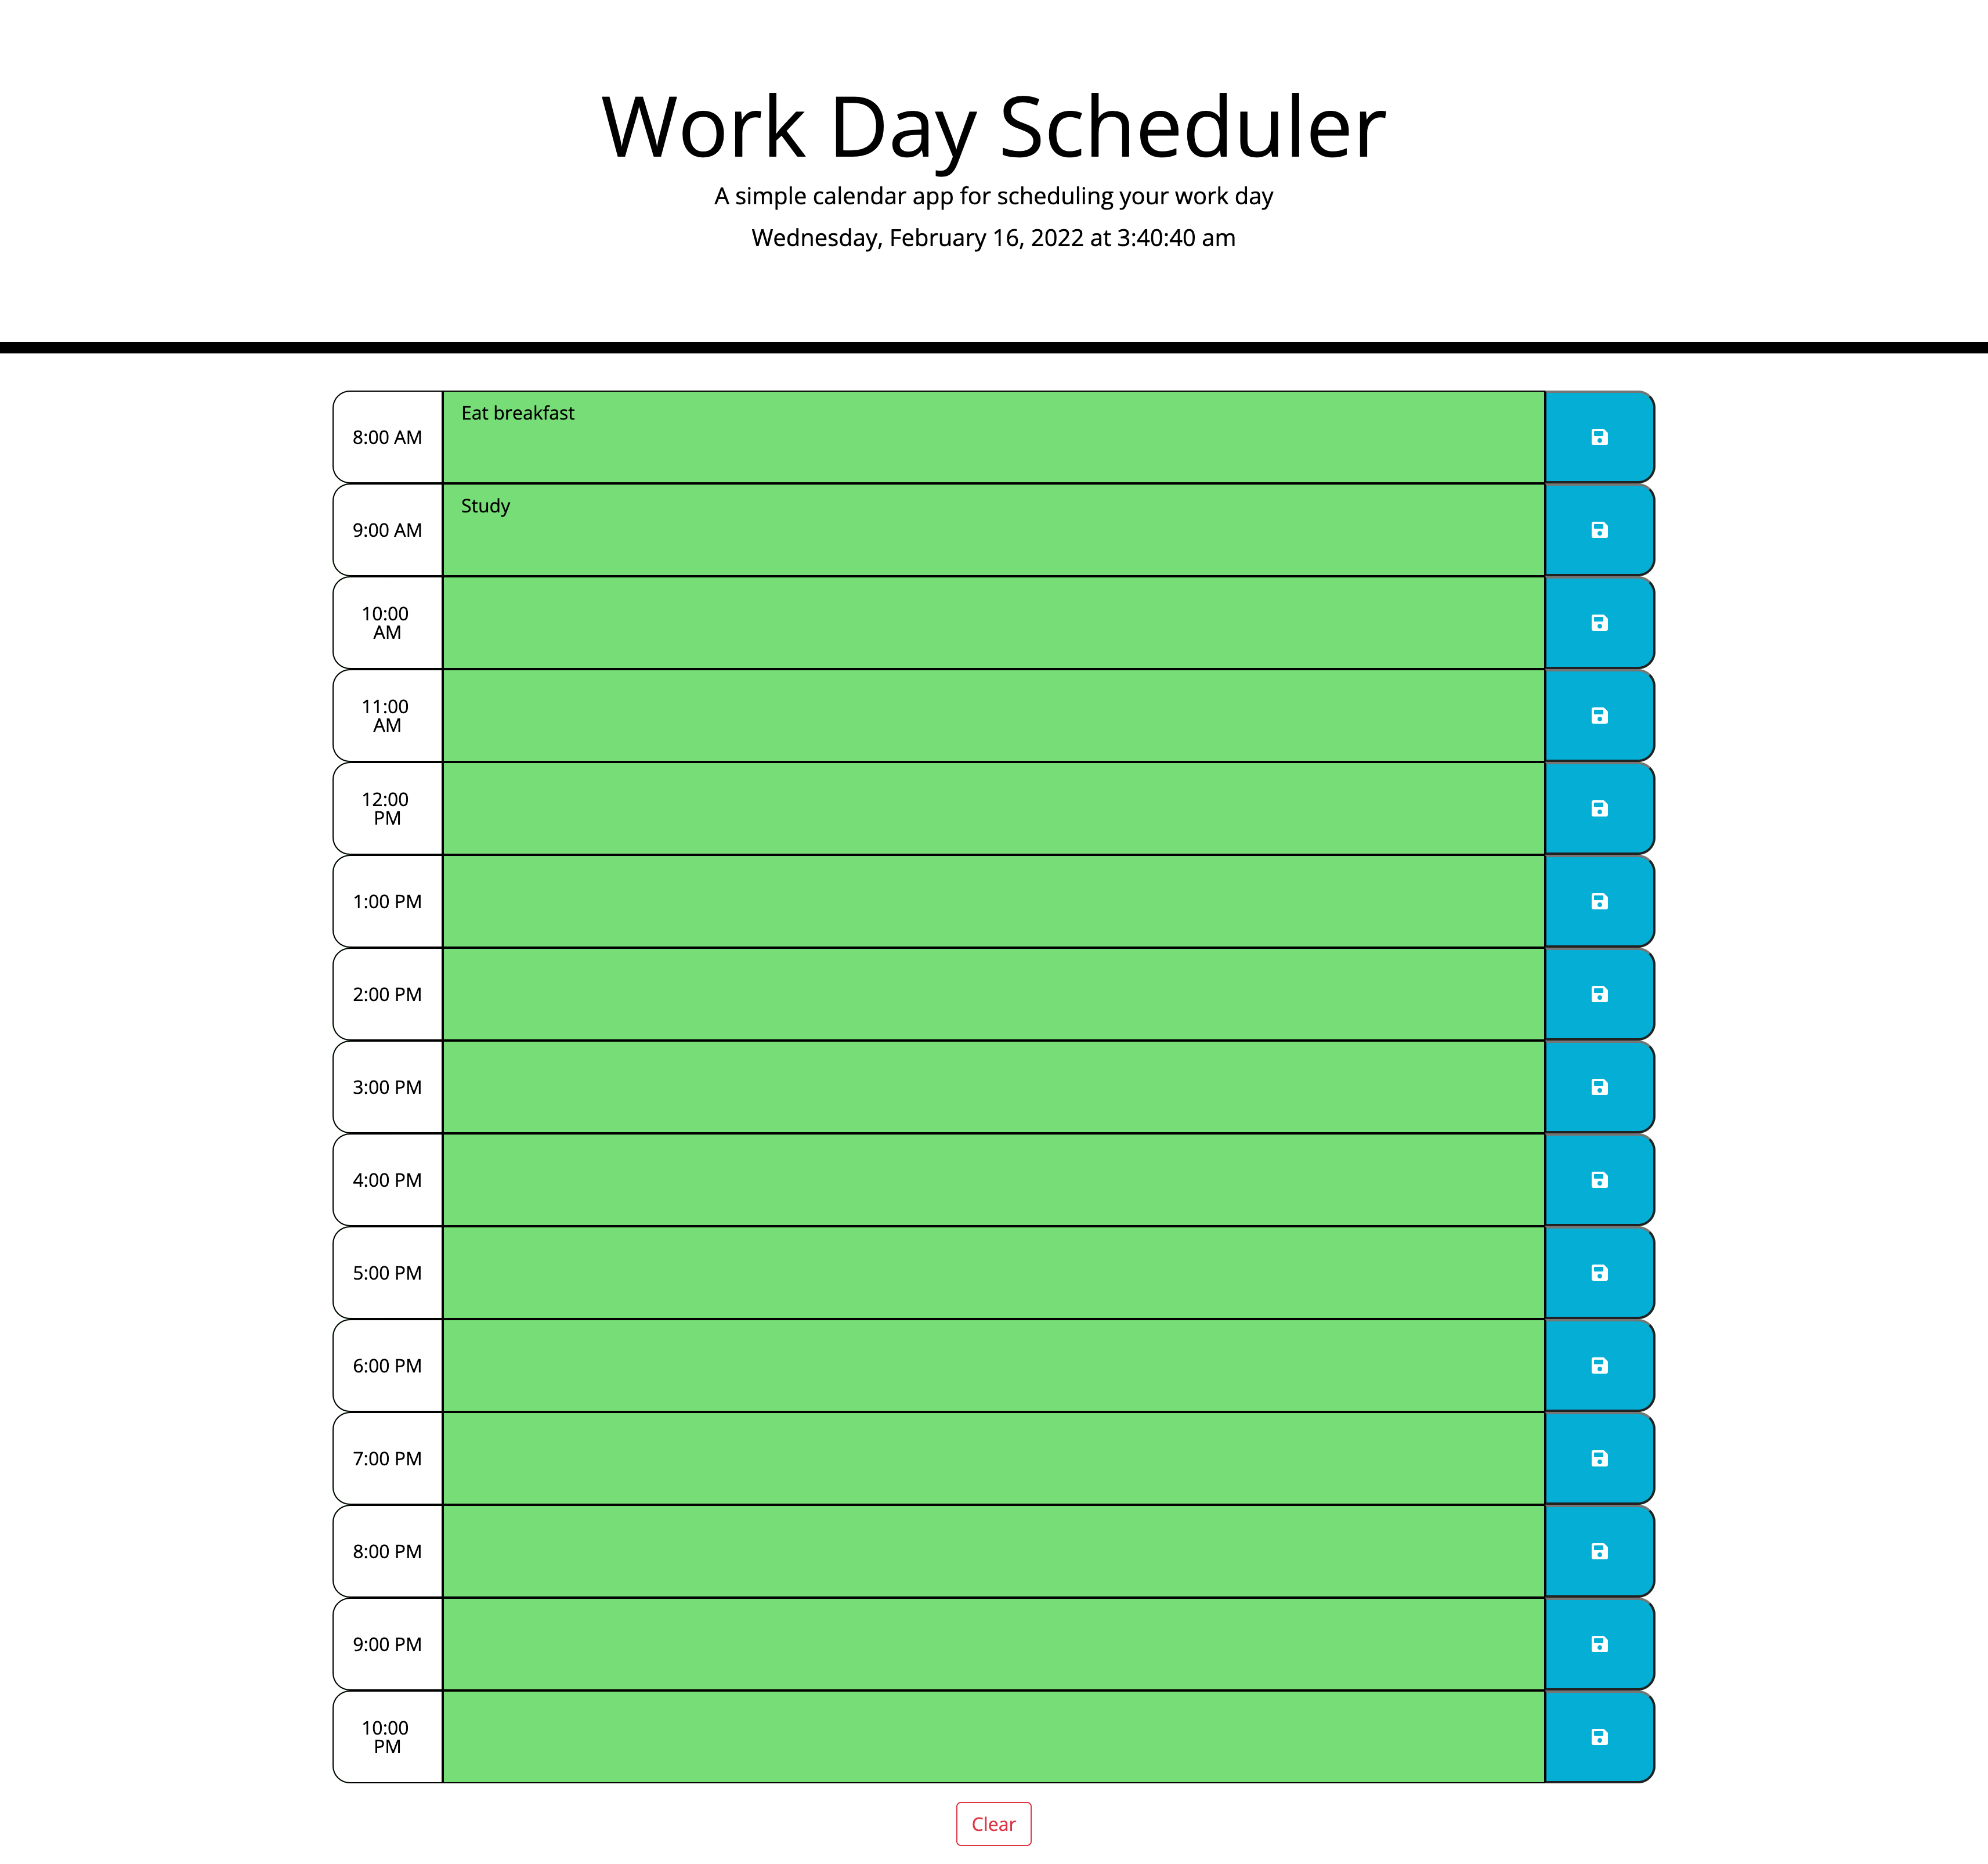 Work Day Scheduler
A simple calendar app for scheduling your work day
Wednesday, February 16, 2022 at 3:40:40 am
8:00 AM
Eat breakfast
9:00 AM
Study
10:00
AM
11:00
AM
12:00
PM
1:00 PM
2:00 PM
3:00 PM
4:00 PM
5:00 PM
6:00 PM
7:00 PM
8:00 PM
9:00 PM
10:00
PM
Clear